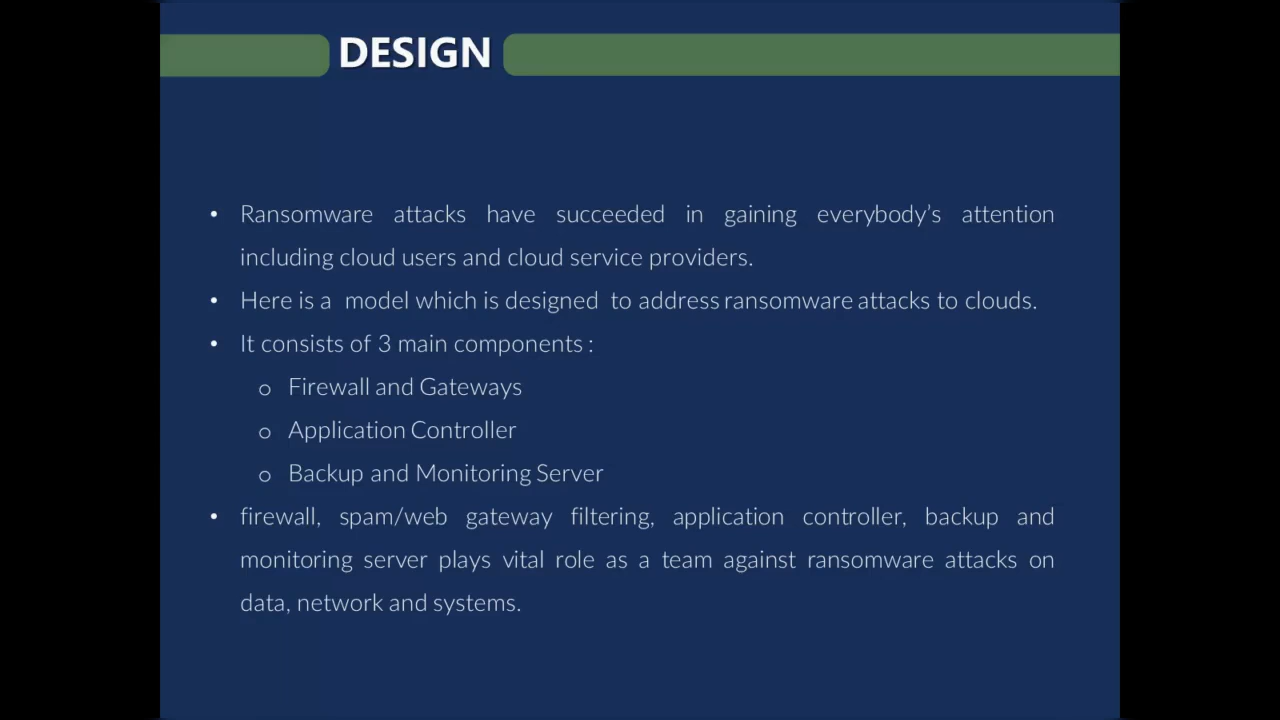 DESIGN
• Ransomware attacks have succeeded in gaining everybody’s attention
including cloud users and cloud service providers.
• Here is a model which is designed to address ransomware attacks to clouds.
• It consists of 3 main components :
o Firewall and Gateways
o Application Controller
o Backup and Monitoring Server
• firewall, spam/web gateway filtering, application controller, backup and
monitoring server plays vital role as a team against ransomware attacks on
data, network and systems.